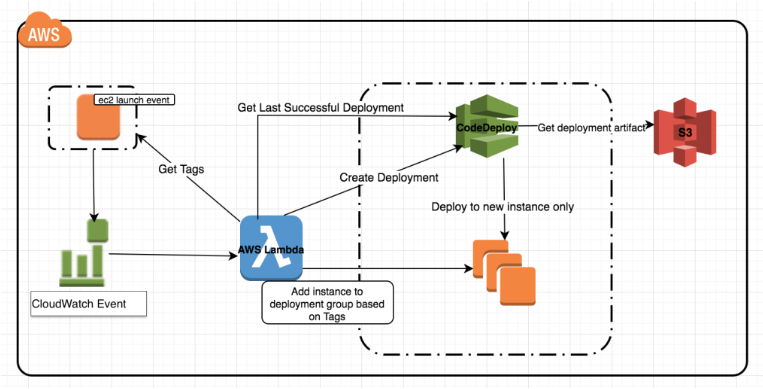 AWS
ec2 launch event
Get Last Successful Deployment
CodeDeploy
Get deployment artifact
S3
Get Tags
Create Deployment
Deploy to new instance only
AWS Lambda
CloudWatch Event
Add instance to
deployment group based
on Tags